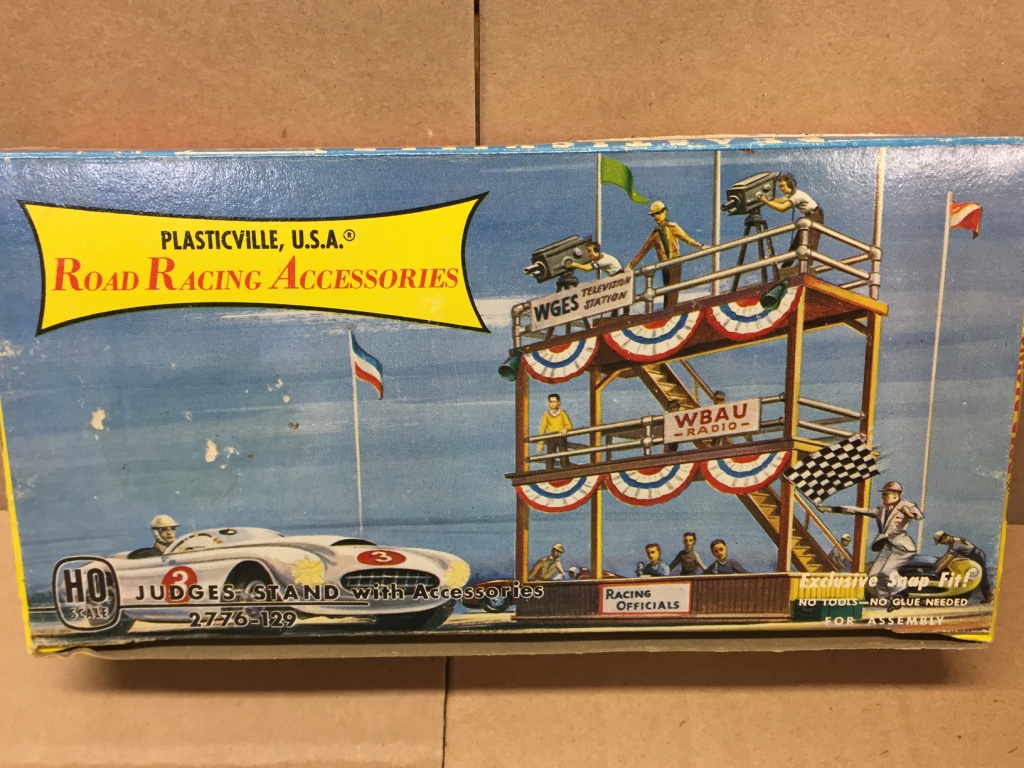 PLASTICVILLE, U.S.A.®
ROAD RACING ACCESSORIES
WGES TELEVISION
STATION
WBAU
-RADIO-
3
3
H.O
SCALE
JUDGES STAND with Accessories
2776-129
RACING
OFFICIALS
Exclusive Snap Fit!
NO TOOLS—NO GLUE NEEDED
FOR ASSEMBLY